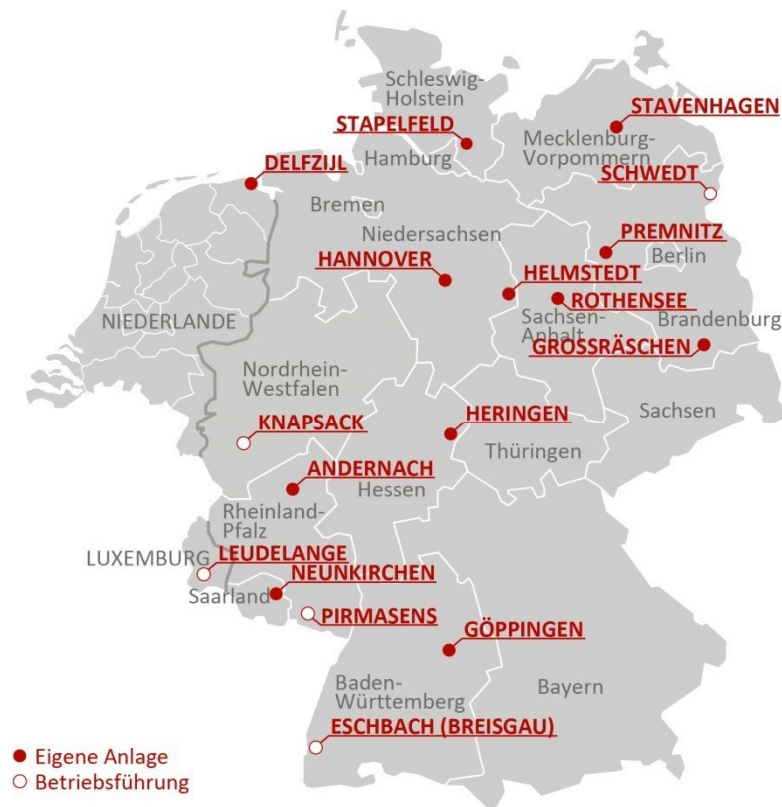 Schleswig-
Holstein
STAVENHAGEN
STAPELFELD
Mecklenburg-
Vorpommern
Hamburg
DELFZIJL
SCHWEDT
Bremen
Niedersachsen
PREMNITZ
Berlin
HANNOVER
HELMSTEDT
ROTHENSEE
NIEDERLANDE
Sachsen-
Anhalt
Brandenburg
GROSSRÄSCHEN
Nordrhein-
Westfalen
Sachsen
KNAPSACK
HERINGEN
Thüringen
ANDERNACH
Hessen
Rheinland-
Pfalz
LUXEMBURG
LEUDELANGE
NEUNKIRCHEN
Saarland
PIRMASENS
GÖPPINGEN
Baden-
Württemberg
Bayern
ESCHBACH (BREISGAU)
Eigene Anlage
Betriebsführung